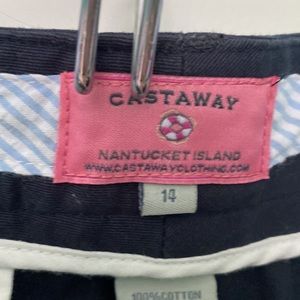 CASTAWAY
NANTUCKET ISLAND
WWW.CASTAWAYCLOTHING.COM
14
100%COTTON